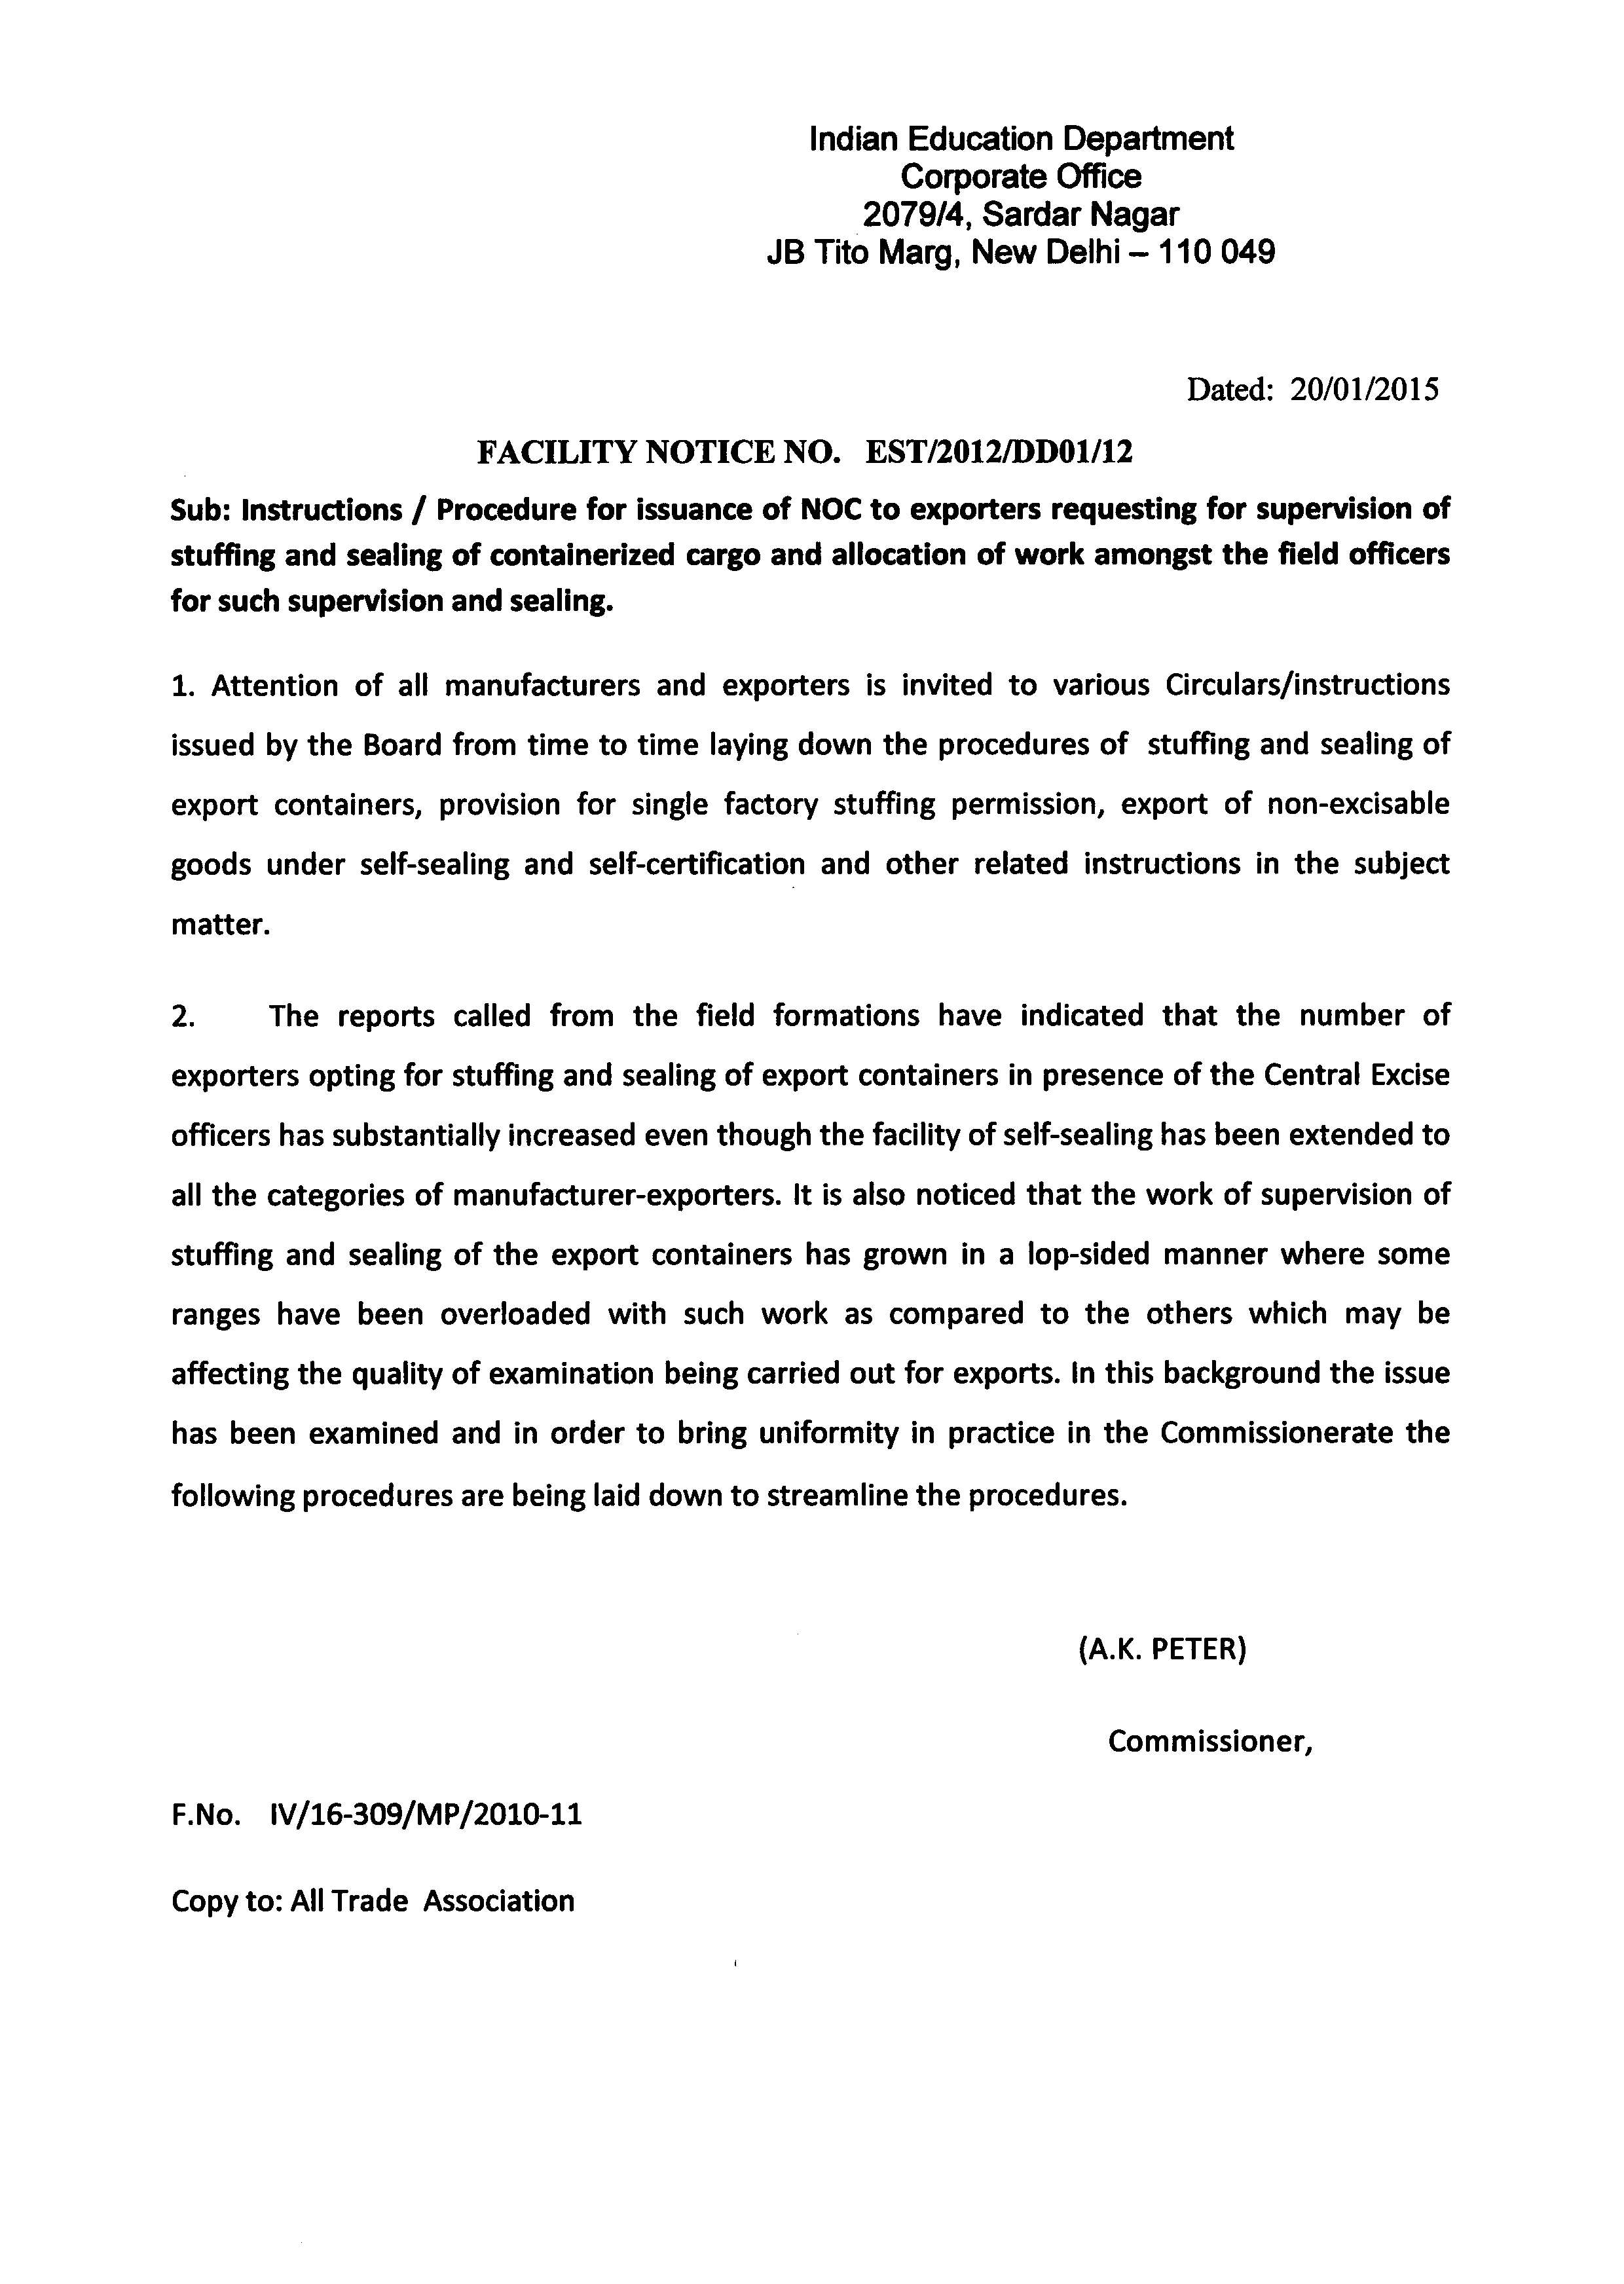 Indian Education Department
Corporate Office
2079/4, Sardar Nagar
JB Tito Marg, New Delhi – 110 049
Dated: 20/01/2015
FACILITY NOTICE NO. EST/2012/DD01/12
Sub: Instructions / Procedure for issuance of NOC to exporters requesting for supervision of
stuffing and sealing of containerized cargo and allocation of work amongst the field officers
for such supervision and sealing.
1. Attention of all manufacturers and exporters is invited to various Circulars/instructions
issued by the Board from time to time laying down the procedures of stuffing and sealing of
export containers, provision for single factory stuffing permission, export of non-excisable
goods under self-sealing and self-certification and other related instructions in the subject
matter.
2. The reports called from the field formations have indicated that the number of
exporters opting for stuffing and sealing of export containers in presence of the Central Excise
officers has substantially increased even though the facility of self-sealing has been extended to
all the categories of manufacturer-exporters. It is also noticed that the work of supervision of
stuffing and sealing of the export containers has grown in a lop-sided manner where some
ranges have been overloaded with such work as compared to the others which may be
affecting the quality of examination being carried out for exports. In this background the issue
has been examined and in order to bring uniformity in practice in the Commissionerate the
following procedures are being laid down to streamline the procedures.
(A.K. PETER)
Commissioner,
F.No. IV/16-309/MP/2010-11
Copy to: All Trade Association